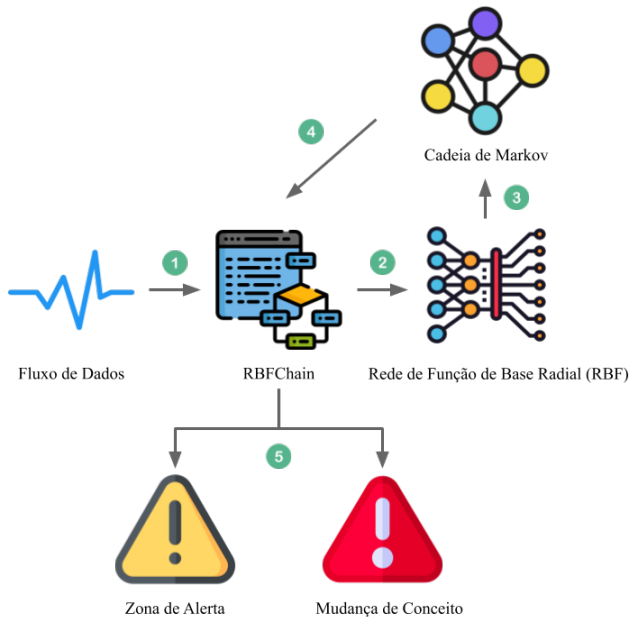 4
Cadeia de Markov
3
1
2
Fluxo de Dados
RBFChain
Rede de Função de Base Radial (RBF)
5
Zona de Alerta
Mudança de Conceito